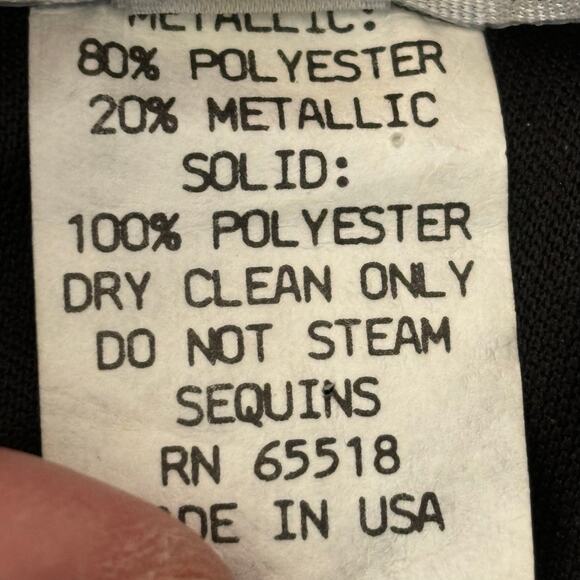 METALLIC:
80% POLYESTER
20% METALLIC
SOLID:
100% POLYESTER
DRY CLEAN ONLY
DO NOT STEAM
SEQUINS
RN 65518
DE IN USA